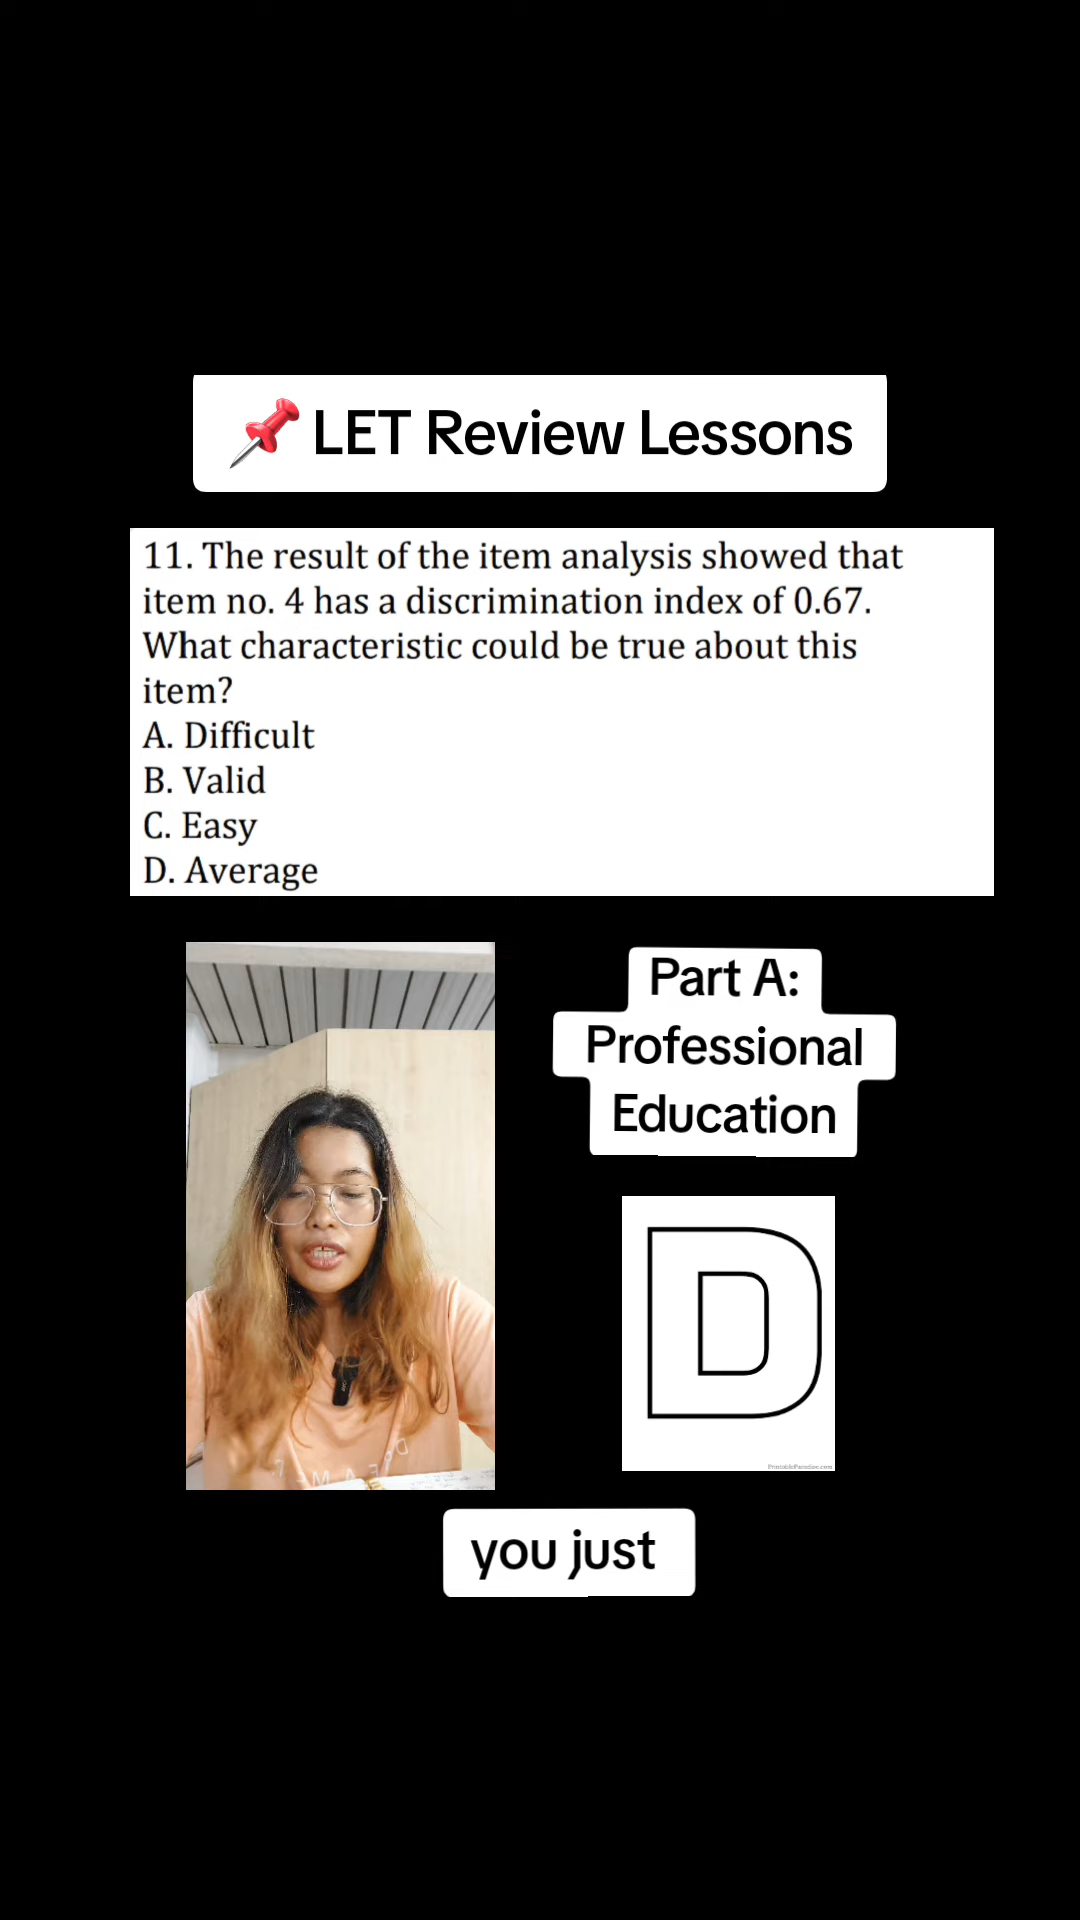 📌 LET Review Lessons
11. The result of the item analysis showed that
item no. 4 has a discrimination index of 0.67.
What characteristic could be true about this
item?
A. Difficult
B. Valid
C. Easy
D. Average
Part A:
Professional
Education
D
PrintableParadise.com
you just